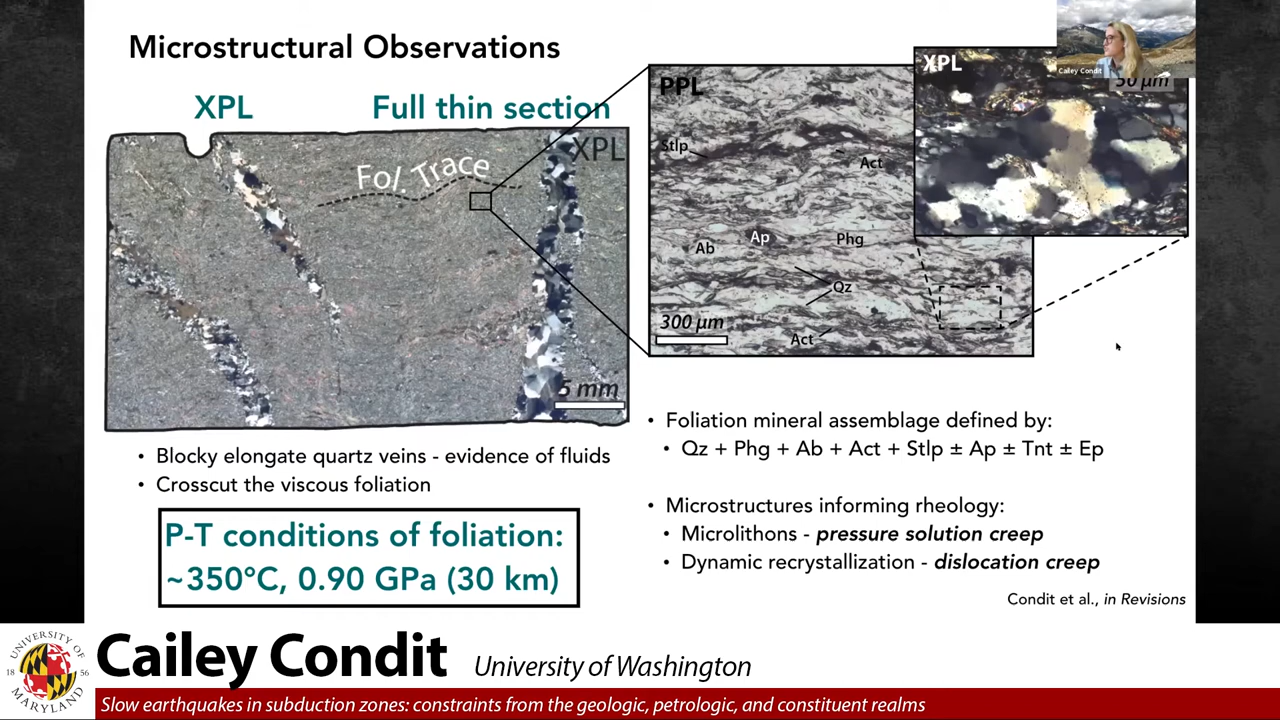 Microstructural Observations
XPL
Full thin section
XPL
Fol. Trace
5 mm
PPL
Stlp
Act
Ap
Phg
Ab
Qz
300 µm
Act
XPL
50 µm
Cailey Condit
• Blocky elongate quartz veins - evidence of fluids
• Crosscut the viscous foliation
P-T conditions of foliation:
~350°C, 0.90 GPa (30 km)
• Foliation mineral assemblage defined by:
• Qz + Phg + Ab + Act + Stlp ± Ap ± Tnt ± Ep
• Microstructures informing rheology:
• Microlithons - pressure solution creep
• Dynamic recrystallization - dislocation creep
Condit et al., in Revisions
UNIVERSITY OF
18 56
MARYLAND
Cailey Condit University of Washington
Slow earthquakes in subduction zones: constraints from the geologic, petrologic, and constituent realms